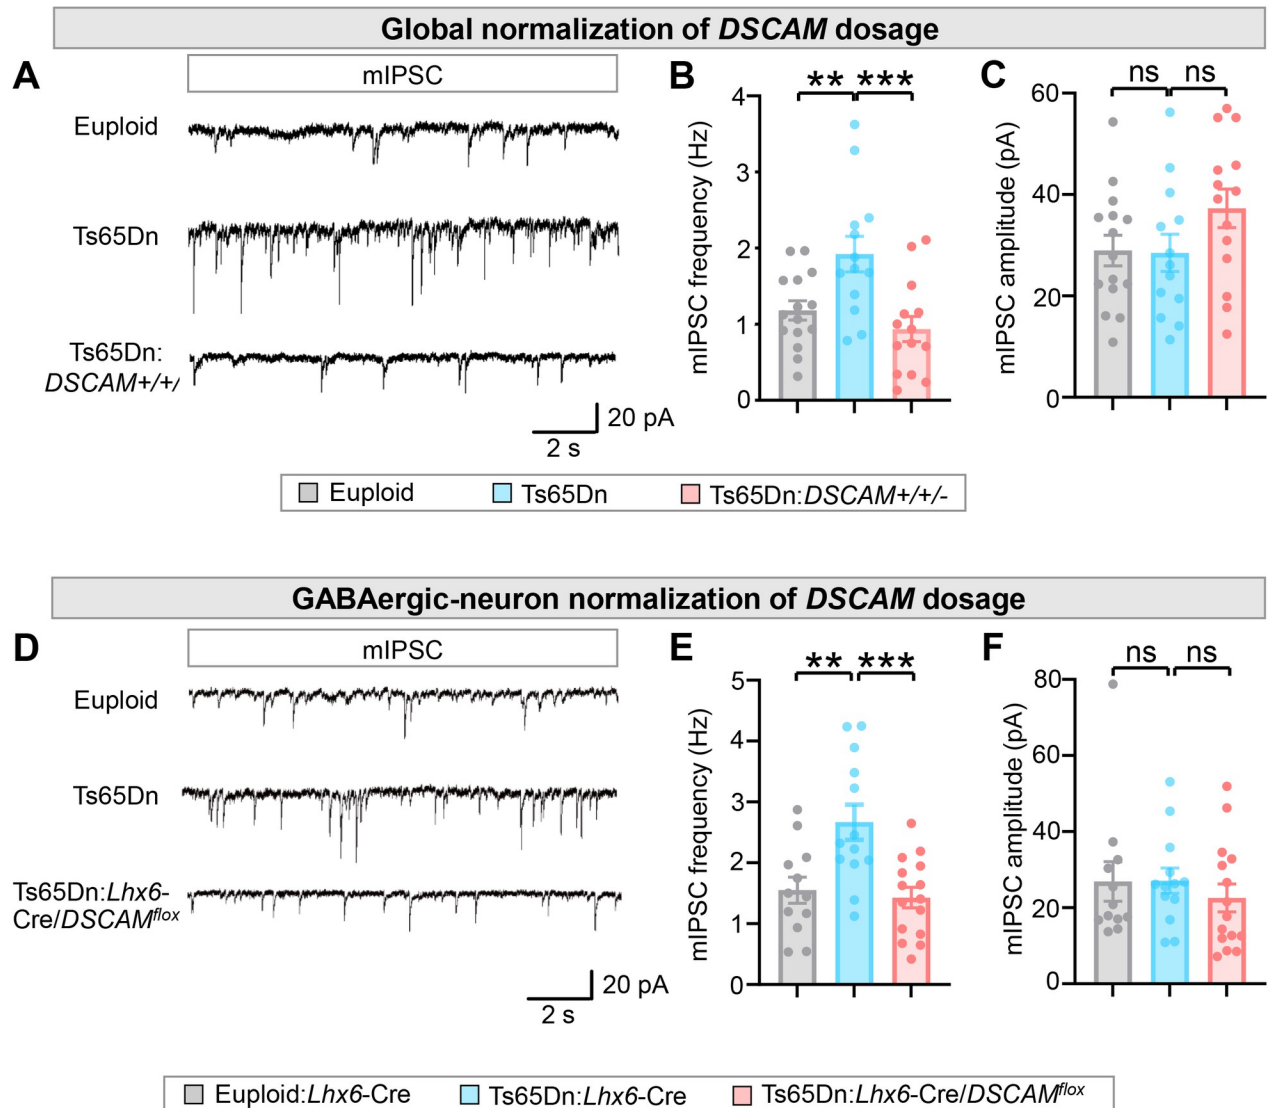 Global normalization of DSCAM dosage
A
mIPSC
Euploid
Ts65Dn
Ts65Dn:
DSCAM+/+/
20 pA
2 s
B
** ***
mIPSC frequency (Hz)
4
3
2
1
0
C
ns ns
mIPSC amplitude (pA)
60
40
20
0
Euploid Ts65Dn Ts65Dn:DSCAM+/+/-
GABAergic-neuron normalization of DSCAM dosage
D
mIPSC
Euploid
Ts65Dn
Ts65Dn:Lhx6-
Cre/DSCAMflox
20 pA
2 s
E
** ***
mIPSC frequency (Hz)
5
4
3
2
1
0
F
ns ns
mIPSC amplitude (pA)
80
60
40
20
0
Euploid:Lhx6-Cre Ts65Dn:Lhx6-Cre Ts65Dn:Lhx6-Cre/DSCAMflox